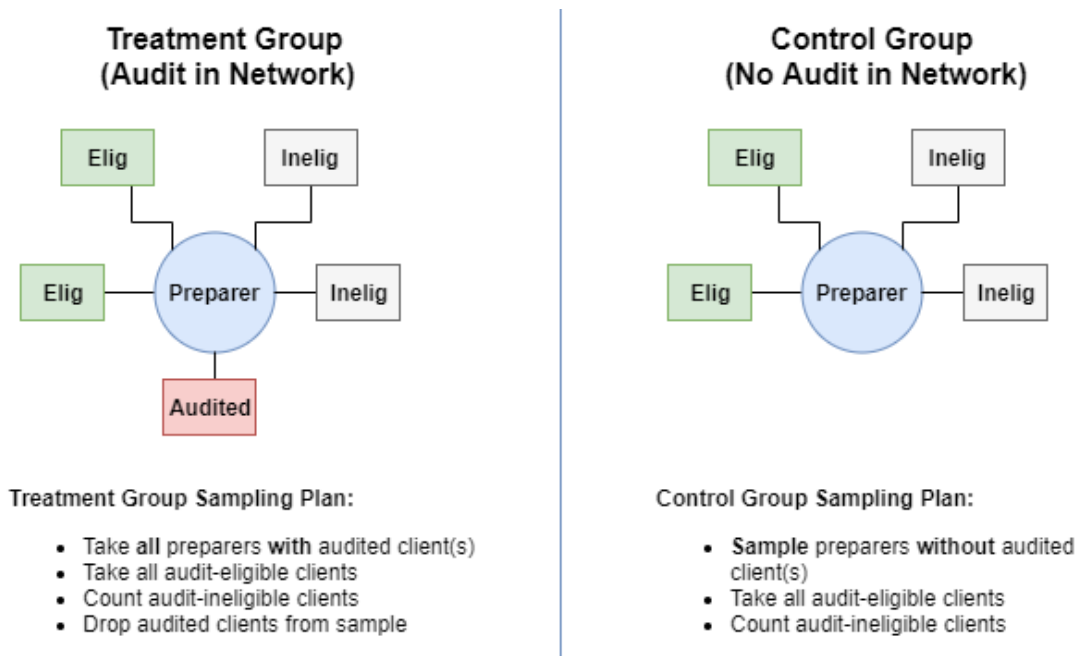 Treatment Group
(Audit in Network)
Elig
Inelig
Elig
Preparer
Inelig
Audited
Treatment Group Sampling Plan:
• Take all preparers with audited client(s)
• Take all audit-eligible clients
• Count audit-ineligible clients
• Drop audited clients from sample
Control Group
(No Audit in Network)
Elig
Inelig
Elig
Preparer
Inelig
Control Group Sampling Plan:
• Sample preparers without audited
client(s)
• Take all audit-eligible clients
• Count audit-ineligible clients